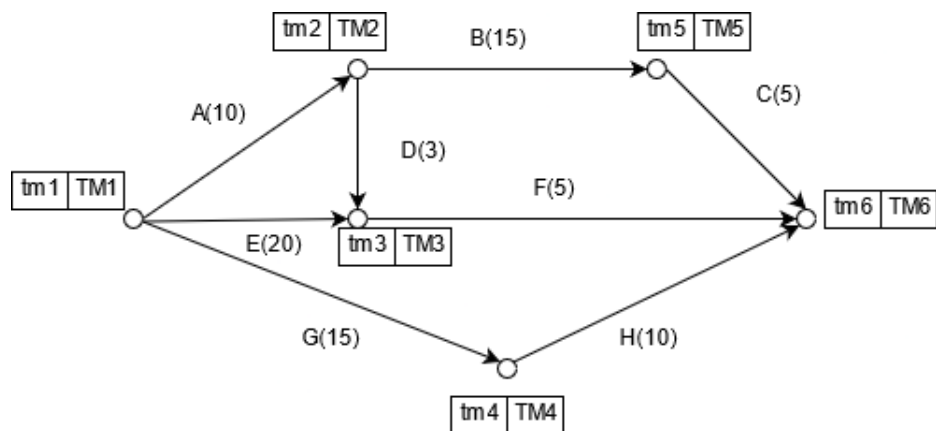 tm2 TM2
B(15)
tm5 TM5
A(10)
C(5)
D(3)
tm1 TM1
F(5)
tm6 TM6
E(20)
tm3 TM3
G(15)
H(10)
tm4 TM4